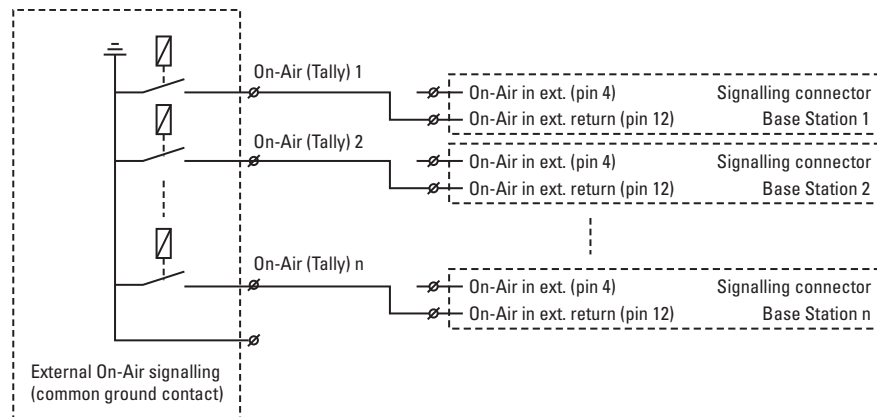 On-Air (Tally) 1
On-Air in ext. (pin 4) Signalling connector
On-Air in ext. return (pin 12) Base Station 1
On-Air (Tally) 2
On-Air in ext. (pin 4) Signalling connector
On-Air in ext. return (pin 12) Base Station 2
On-Air (Tally) n
On-Air in ext. (pin 4) Signalling connector
On-Air in ext. return (pin 12) Base Station n
External On-Air signalling
(common ground contact)